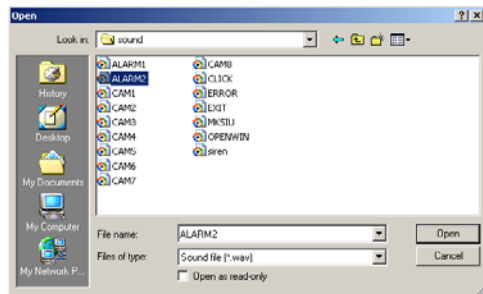 Open
Look in: sound
ALARM1
ALARM2
CAM1
CAM2
CAM3
CAM4
CAM5
CAM6
CAM7
CAM8
CLICK
ERROR
EXIT
MKSIU
OPENWIN
siren
History
Desktop
My Documents
My Computer
My Network P...
File name: ALARM2 Open
Files of type: Sound file (*.wav) Cancel
Open as read-only